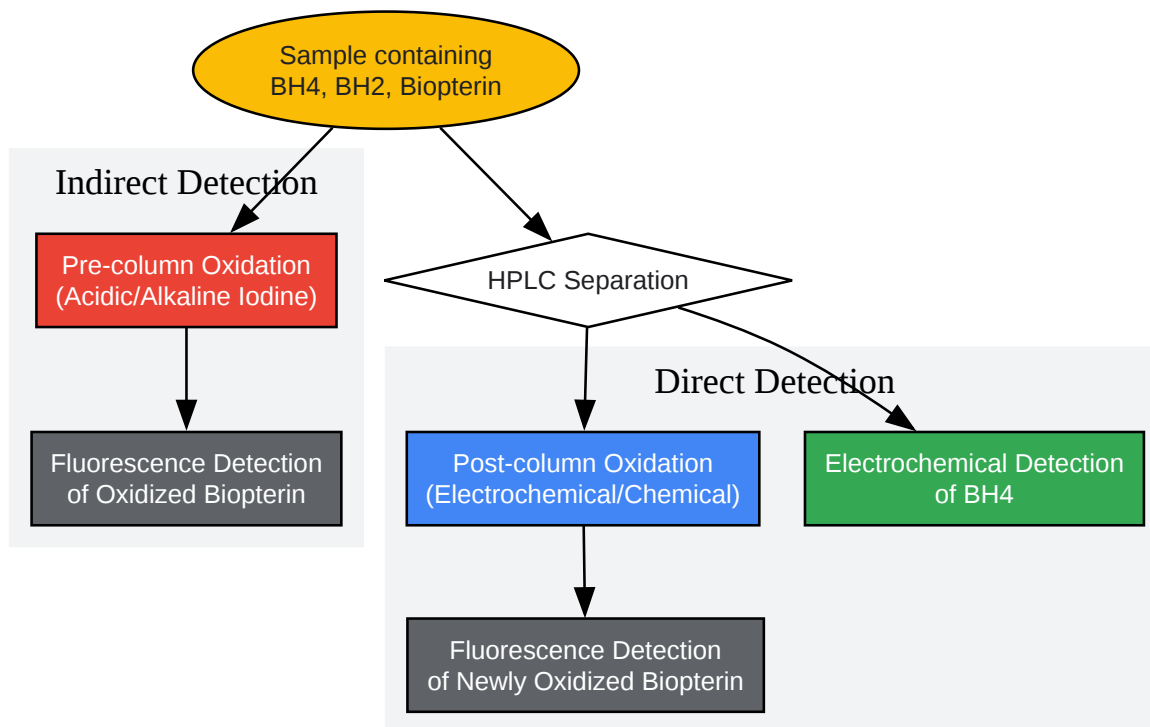 Sample containing
BH4, BH2, Biopterin
Indirect Detection
Pre-column Oxidation
(Acidic/Alkaline Iodine)
HPLC Separation
Direct Detection
Fluorescence Detection
of Oxidized Biopterin
Post-column Oxidation
(Electrochemical/Chemical)
Electrochemical Detection
of BH4
Fluorescence Detection
of Newly Oxidized Biopterin